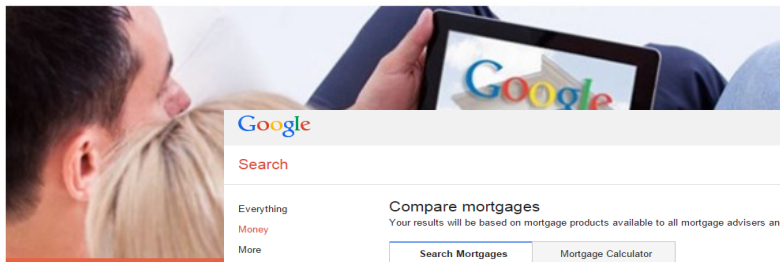 Google
Google
Search
Everything
Money
More
Compare mortgages
Your results will be based on mortgage products available to all mortgage advisers an
Search Mortgages
Mortgage Calculator